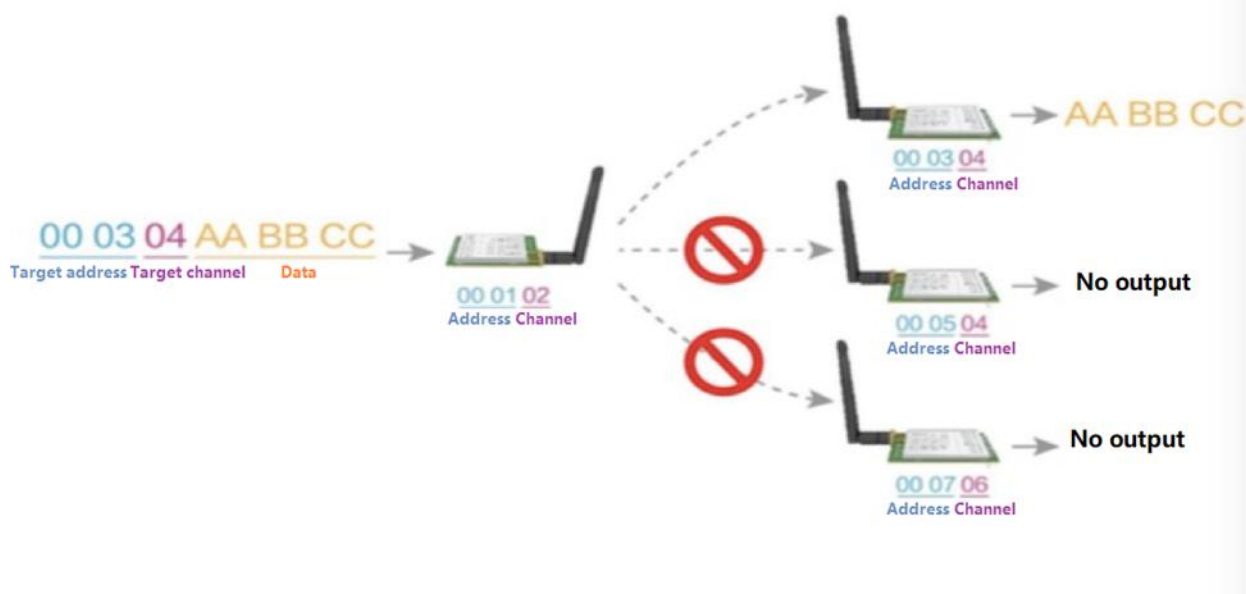 00 03 04 AA BB CC
Target address Target channel Data
00 01 02
Address Channel
00 03 04
Address Channel
AA BB CC
00 05 04
Address Channel
No output
00 07 06
Address Channel
No output